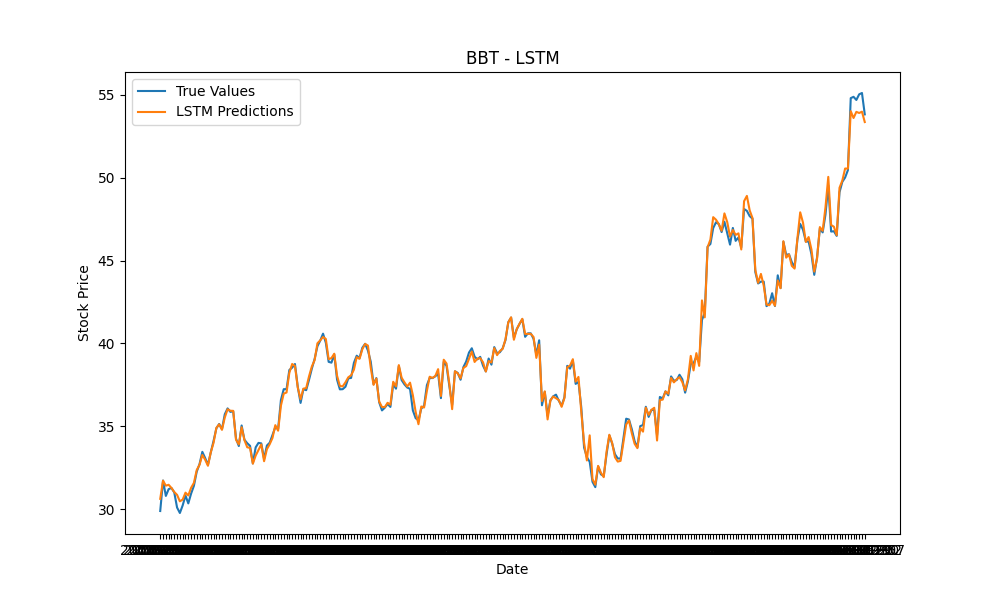 BBT - LSTM
True Values
LSTM Predictions
Stock Price
55
50
45
40
35
30
Date